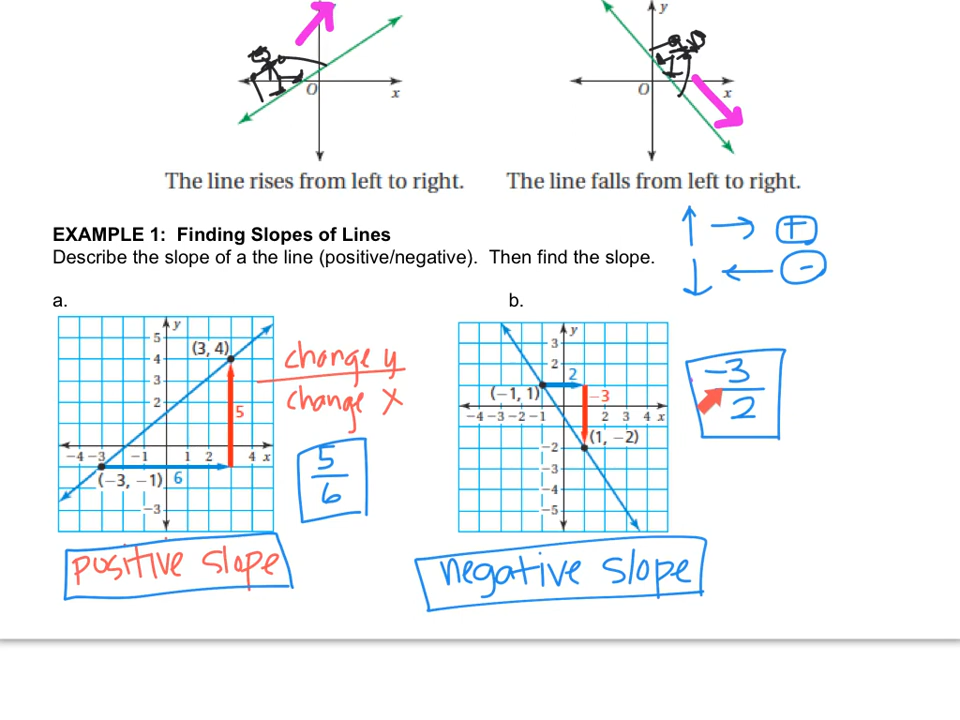 y
O
x
O
x
The line rises from left to right.
The line falls from left to right.
EXAMPLE 1: Finding Slopes of Lines
Describe the slope of a the line (positive/negative). Then find the slope.
↑ → +
↓ ← -
a.
b.
y
5
(3, 4)
4
3
2
5
-4 -3 -1 1 2 4 x
(-3, -1) 6
-3
change y
change x
5
6
y
3
2
2
(-1, 1)
-3
-4 -3 -2 -1 2 3 4 x
(1, -2)
-2
-3
-4
-5
-3
2
positive slope
negative slope